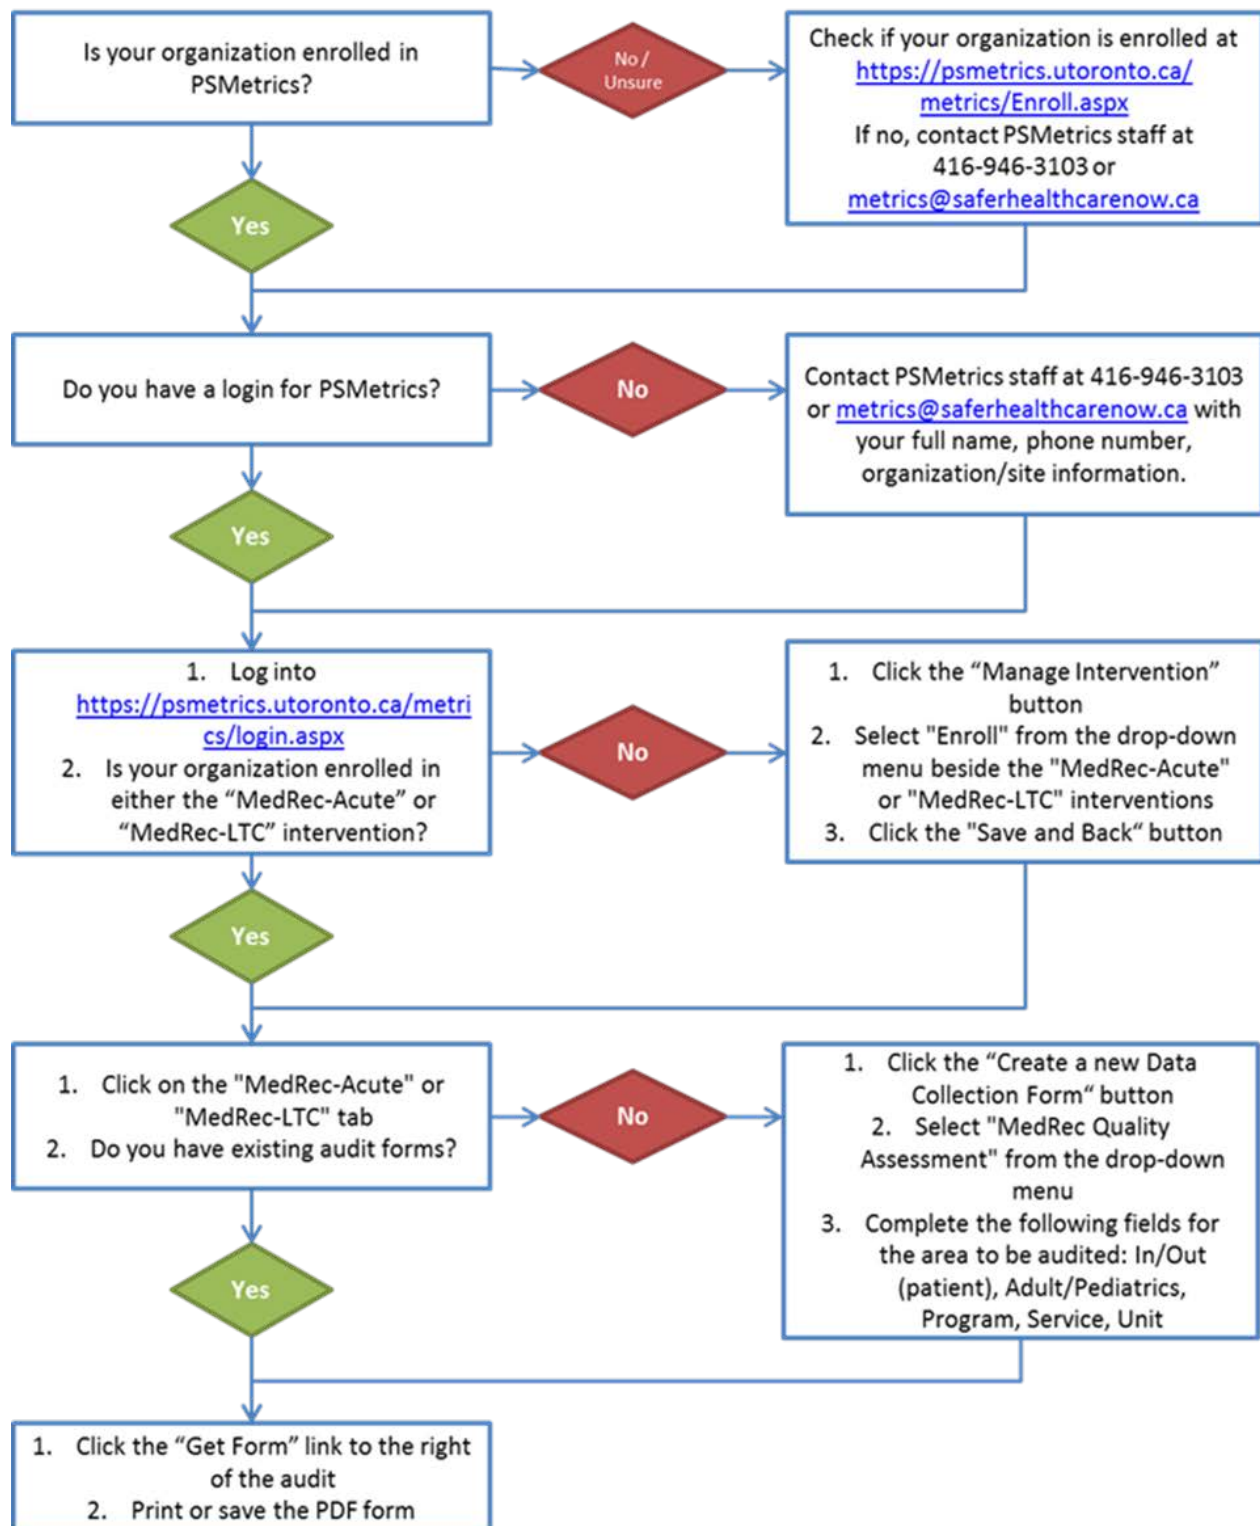 Is your organization enrolled in
PSMetrics?
No /
Unsure
Check if your organization is enrolled at
https://psmetrics.utoronto.ca/
metrics/Enroll.aspx
If no, contact PSMetrics staff at
416-946-3103 or
metrics@saferhealthcarenow.ca
Yes
Do you have a login for PSMetrics?
No
Contact PSMetrics staff at 416-946-3103
or metrics@saferhealthcarenow.ca with
your full name, phone number,
organization/site information.
Yes
1. Log into
https://psmetrics.utoronto.ca/metri
cs/login.aspx
2. Is your organization enrolled in
either the “MedRec-Acute” or
“MedRec-LTC” intervention?
No
1. Click the “Manage Intervention”
button
2. Select "Enroll" from the drop-down
menu beside the "MedRec-Acute"
or "MedRec-LTC" interventions
3. Click the "Save and Back“ button
Yes
1. Click on the "MedRec-Acute" or
"MedRec-LTC" tab
2. Do you have existing audit forms?
No
1. Click the “Create a new Data
Collection Form“ button
2. Select "MedRec Quality
Assessment" from the drop-down
menu
3. Complete the following fields for
the area to be audited: In/Out
(patient), Adult/Pediatrics,
Program, Service, Unit
Yes
1. Click the “Get Form” link to the right
of the audit
2. Print or save the PDF form